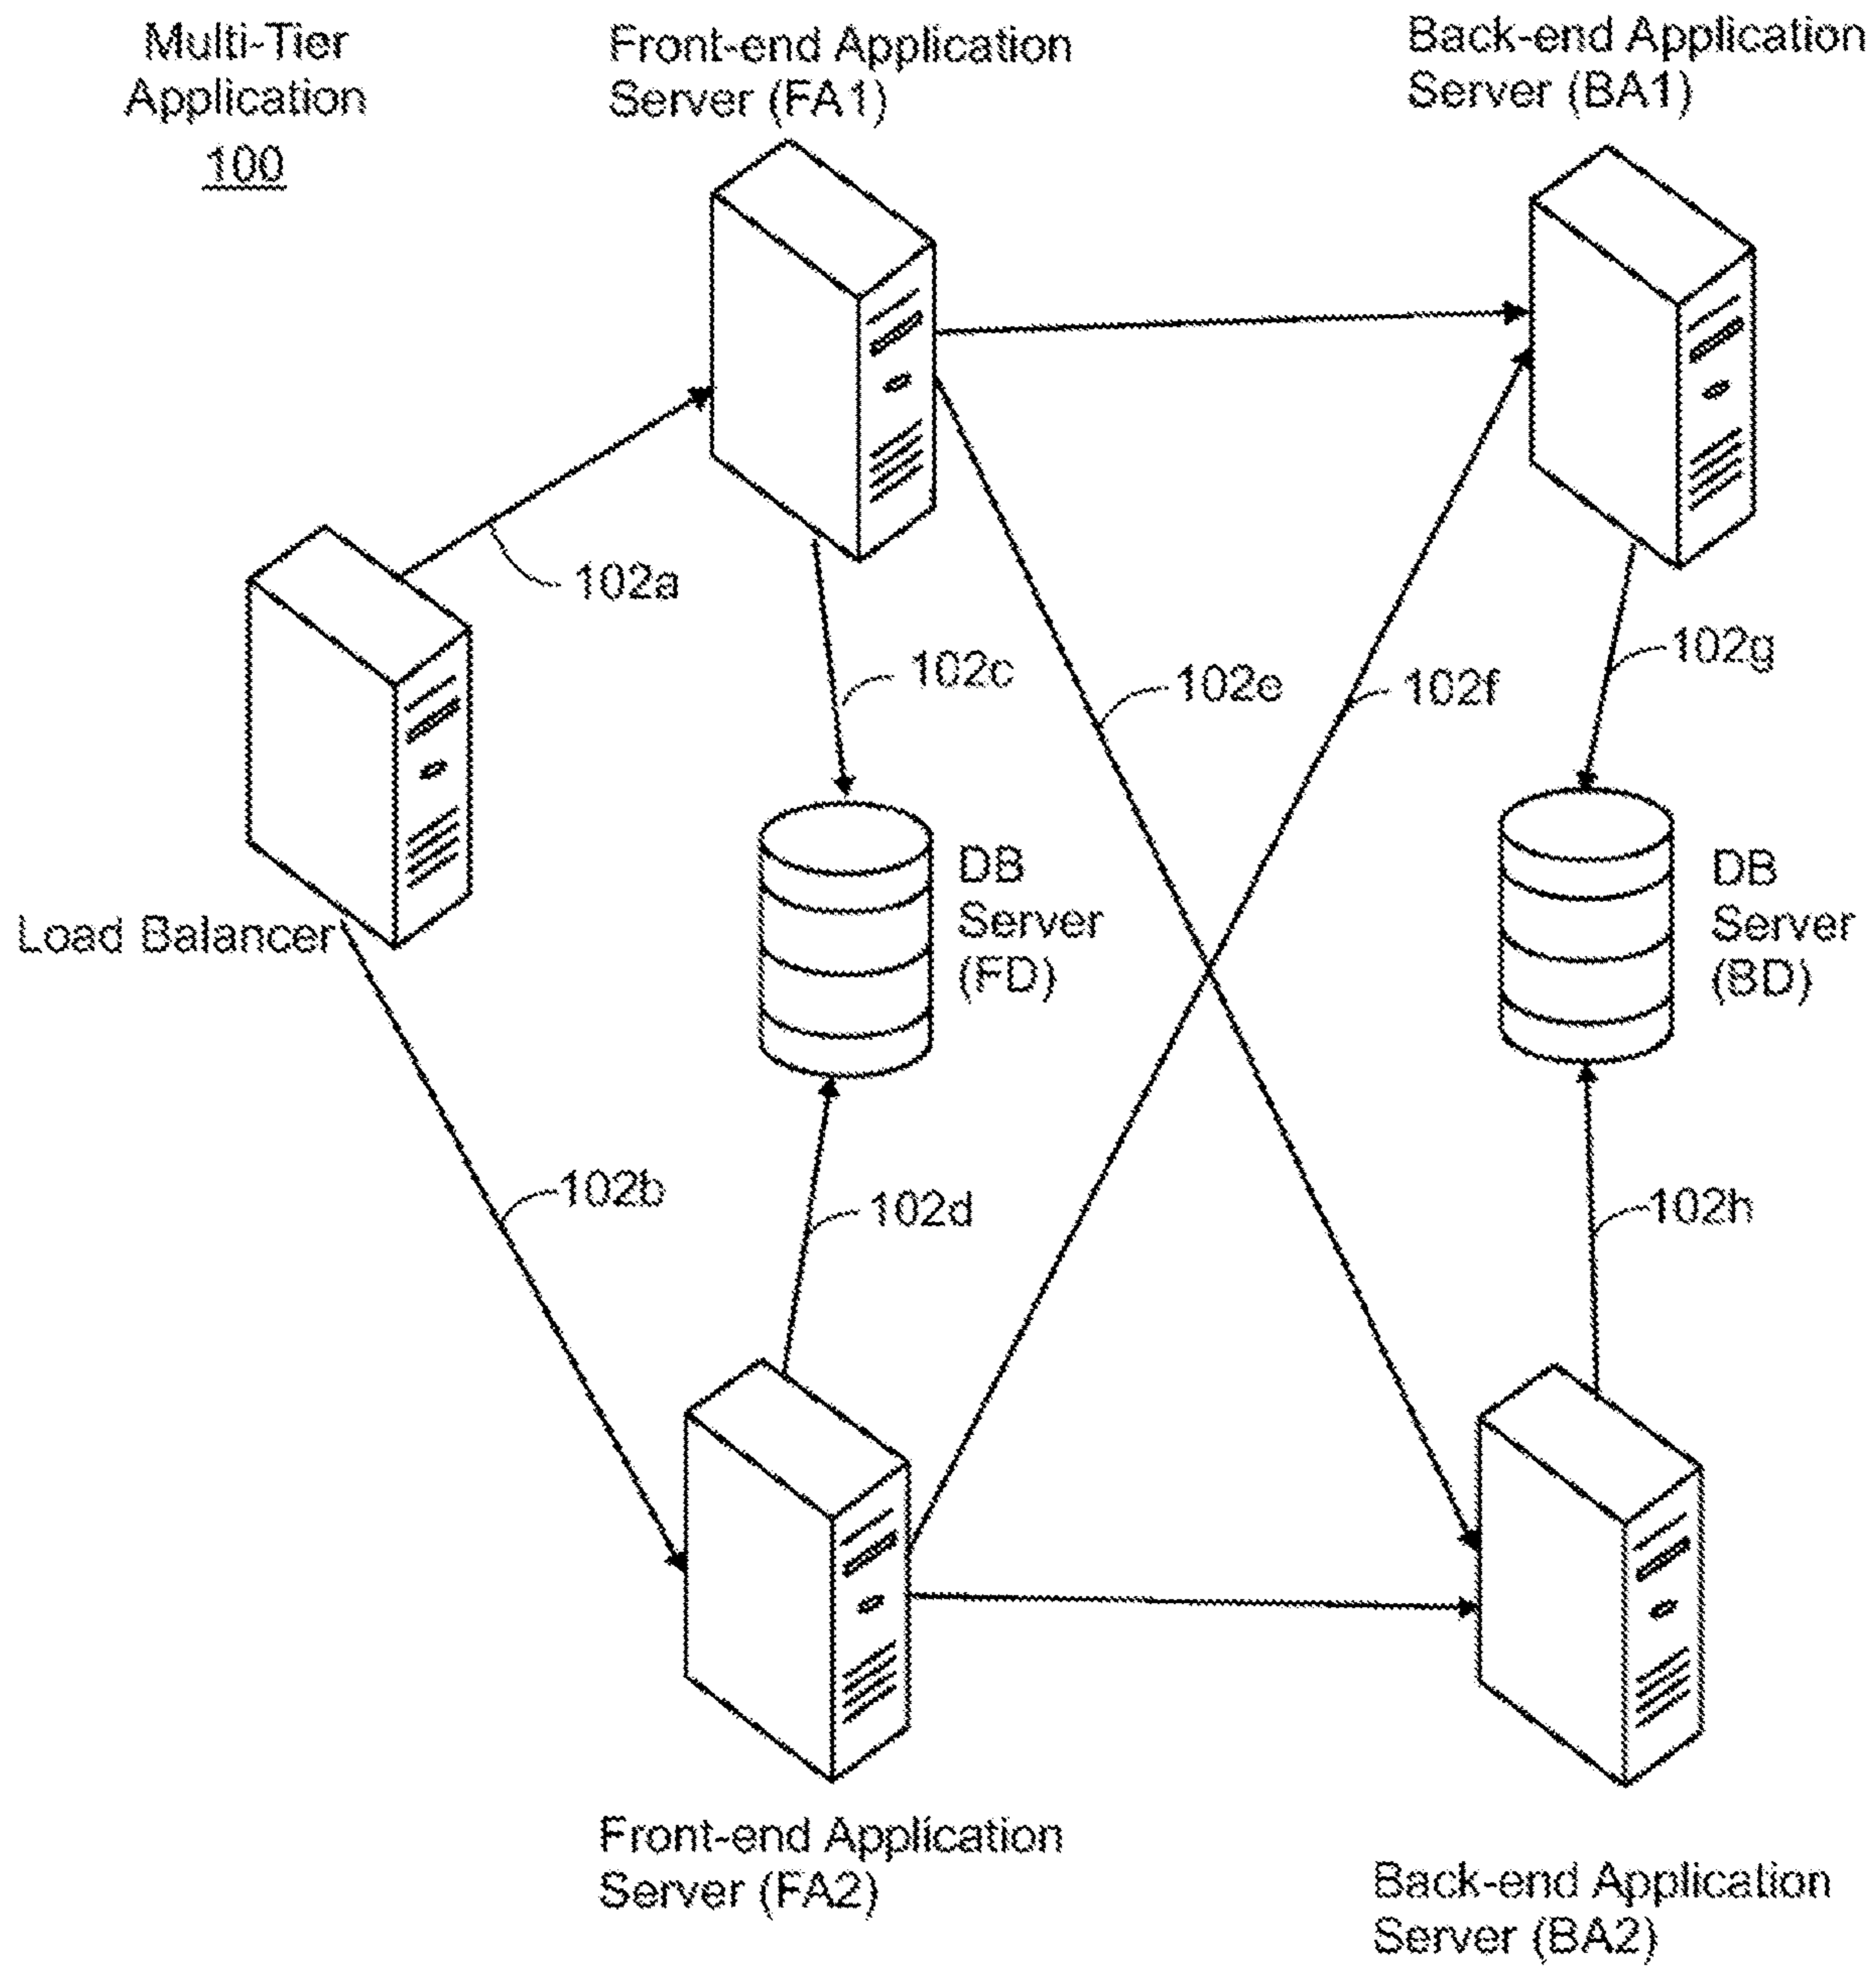 Multi-Tier
Application
100
Front-end Application
Server (FA1)
Back-end Application
Server (BA1)
102a
102c
102e
102f
102g
Load Balancer
DB
Server
(FD)
DB
Server
(BD)
102b
102d
102h
Front-end Application
Server (FA2)
Back-end Application
Server (BA2)